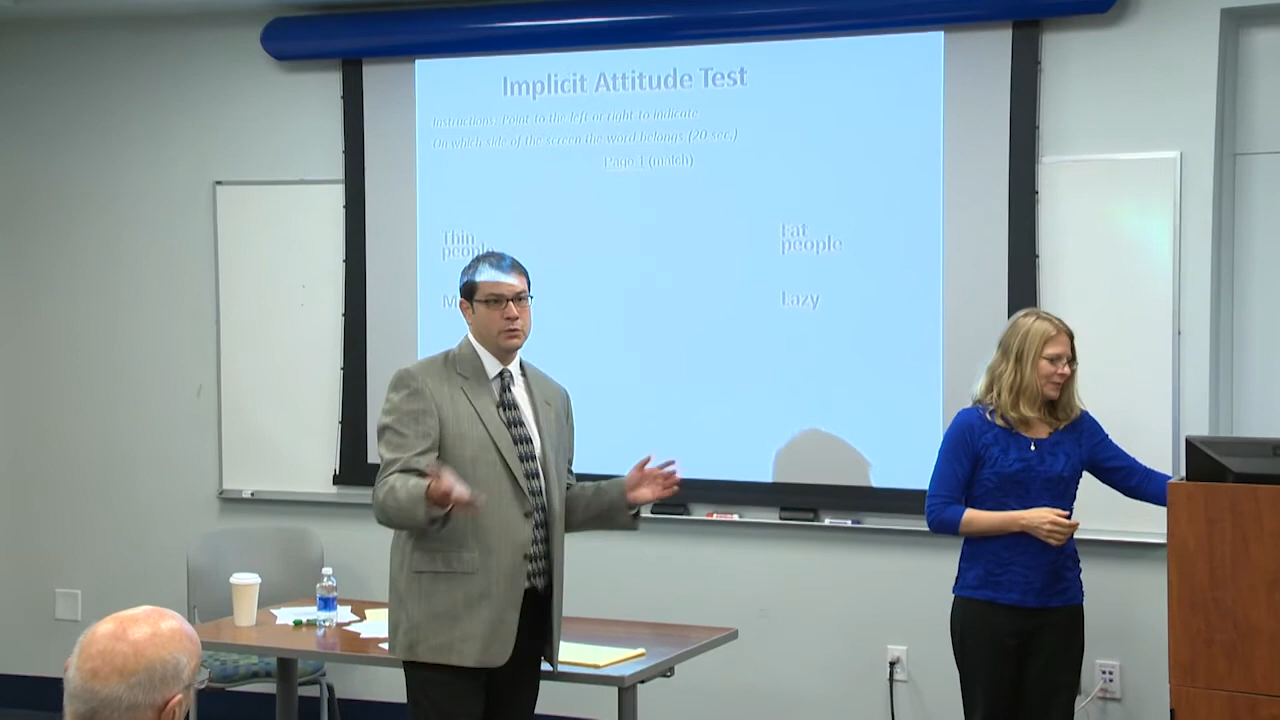 Implicit Attitude Test
Instructions: Point to the left or right to indicate
On which side of the screen the word belongs (20 sec.)
Page 1 (match)
Thin
people
Fat
people
Lazy